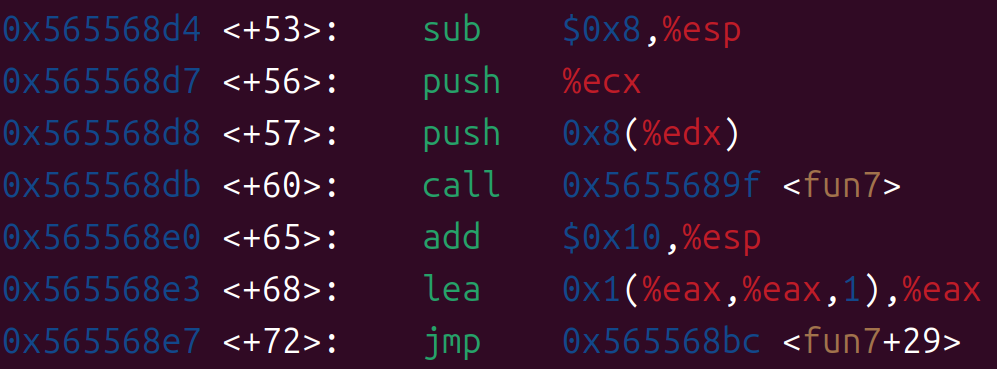 0x565568d4 <+53>:    sub    $0x8,%esp
0x565568d7 <+56>:    push   %ecx
0x565568d8 <+57>:    push   0x8(%edx)
0x565568db <+60>:    call   0x5655689f <fun7>
0x565568e0 <+65>:    add    $0x10,%esp
0x565568e3 <+68>:    lea    0x1(%eax,%eax,1),%eax
0x565568e7 <+72>:    jmp    0x565568bc <fun7+29>